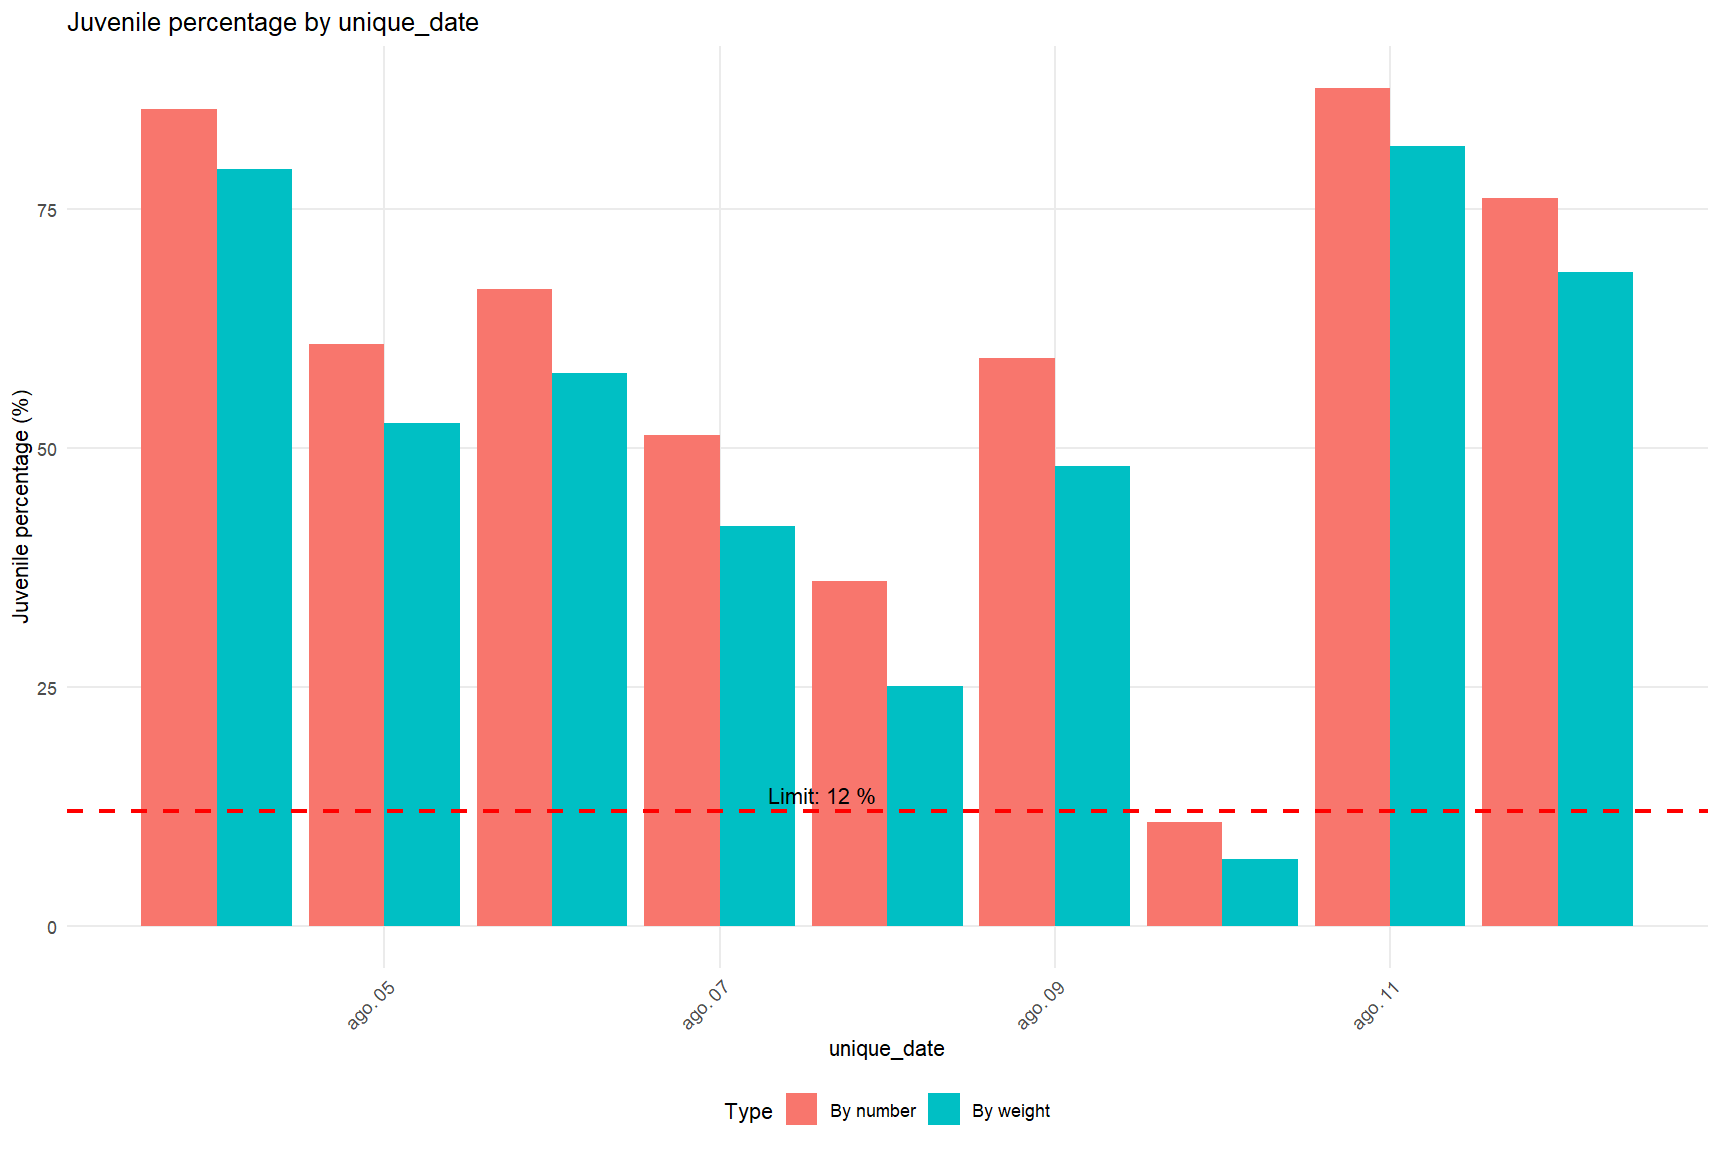 Juvenile percentage by unique_date
Juvenile percentage (%)
75
50
25
0
Limit: 12 %
ago. 05
ago. 07
ago. 09
ago. 11
unique_date
Type
By number
By weight